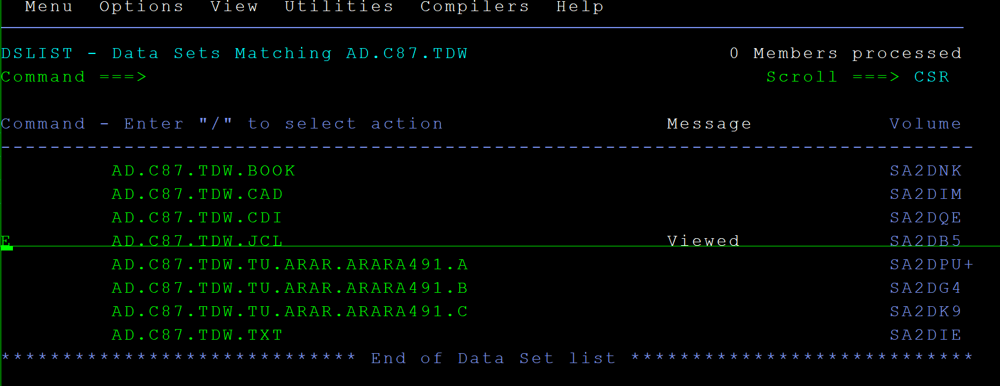 Menu Options View Utilities Compilers Help
DSLIST - Data Sets Matching AD.C87.TDW 0 Members processed
Command ===> Scroll ===> CSR
Command - Enter "/" to select action Message Volume
-------------------------------------------------------------------------------
AD.C87.TDW.BOOK SA2DNK
AD.C87.TDW.CAD SA2DIM
AD.C87.TDW.CDI SA2DQE
E AD.C87.TDW.JCL Viewed SA2DB5
AD.C87.TDW.TU.ARAR.ARARA491.A SA2DPU+
AD.C87.TDW.TU.ARAR.ARARA491.B SA2DG4
AD.C87.TDW.TU.ARAR.ARARA491.C SA2DK9
AD.C87.TDW.TXT SA2DIE
***************************** End of Data Set list ****************************